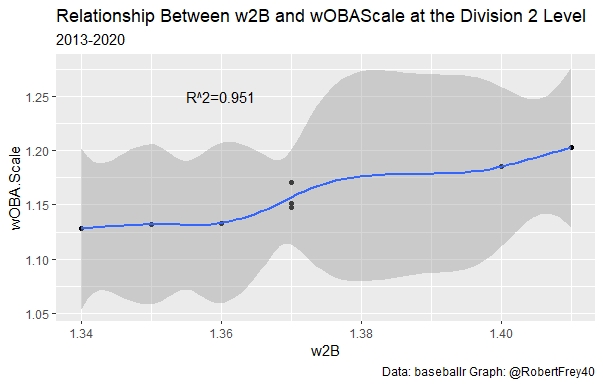 Relationship Between w2B and wOBAScale at the Division 2 Level
2013-2020
R^2=0.951
1.25
1.20
1.15
1.10
1.05
wOBA.Scale
1.34
1.36
1.38
1.40
w2B
Data: baseballr Graph: @RobertFrey40